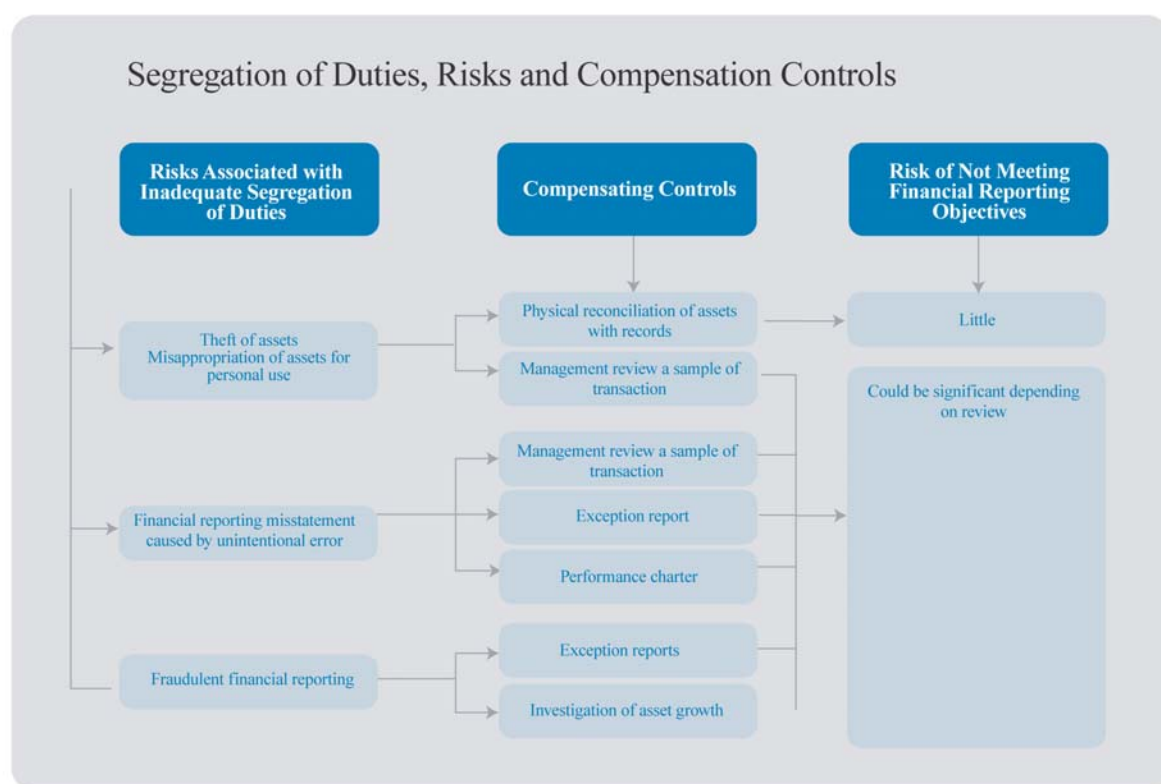 Segregation of Duties, Risks and Compensation Controls
Risks Associated with
Inadequate Segregation
of Duties
Compensating Controls
Risk of Not Meeting
Financial Reporting
Objectives
Theft of assets
Misappropriation of assets for
personal use
Physical reconciliation of assets
with records
Little
Management review a sample of
transaction
Could be significant depending
on review
Financial reporting misstatement
caused by unintentional error
Management review a sample of
transaction
Exception report
Performance charter
Fraudulent financial reporting
Exception reports
Investigation of asset growth